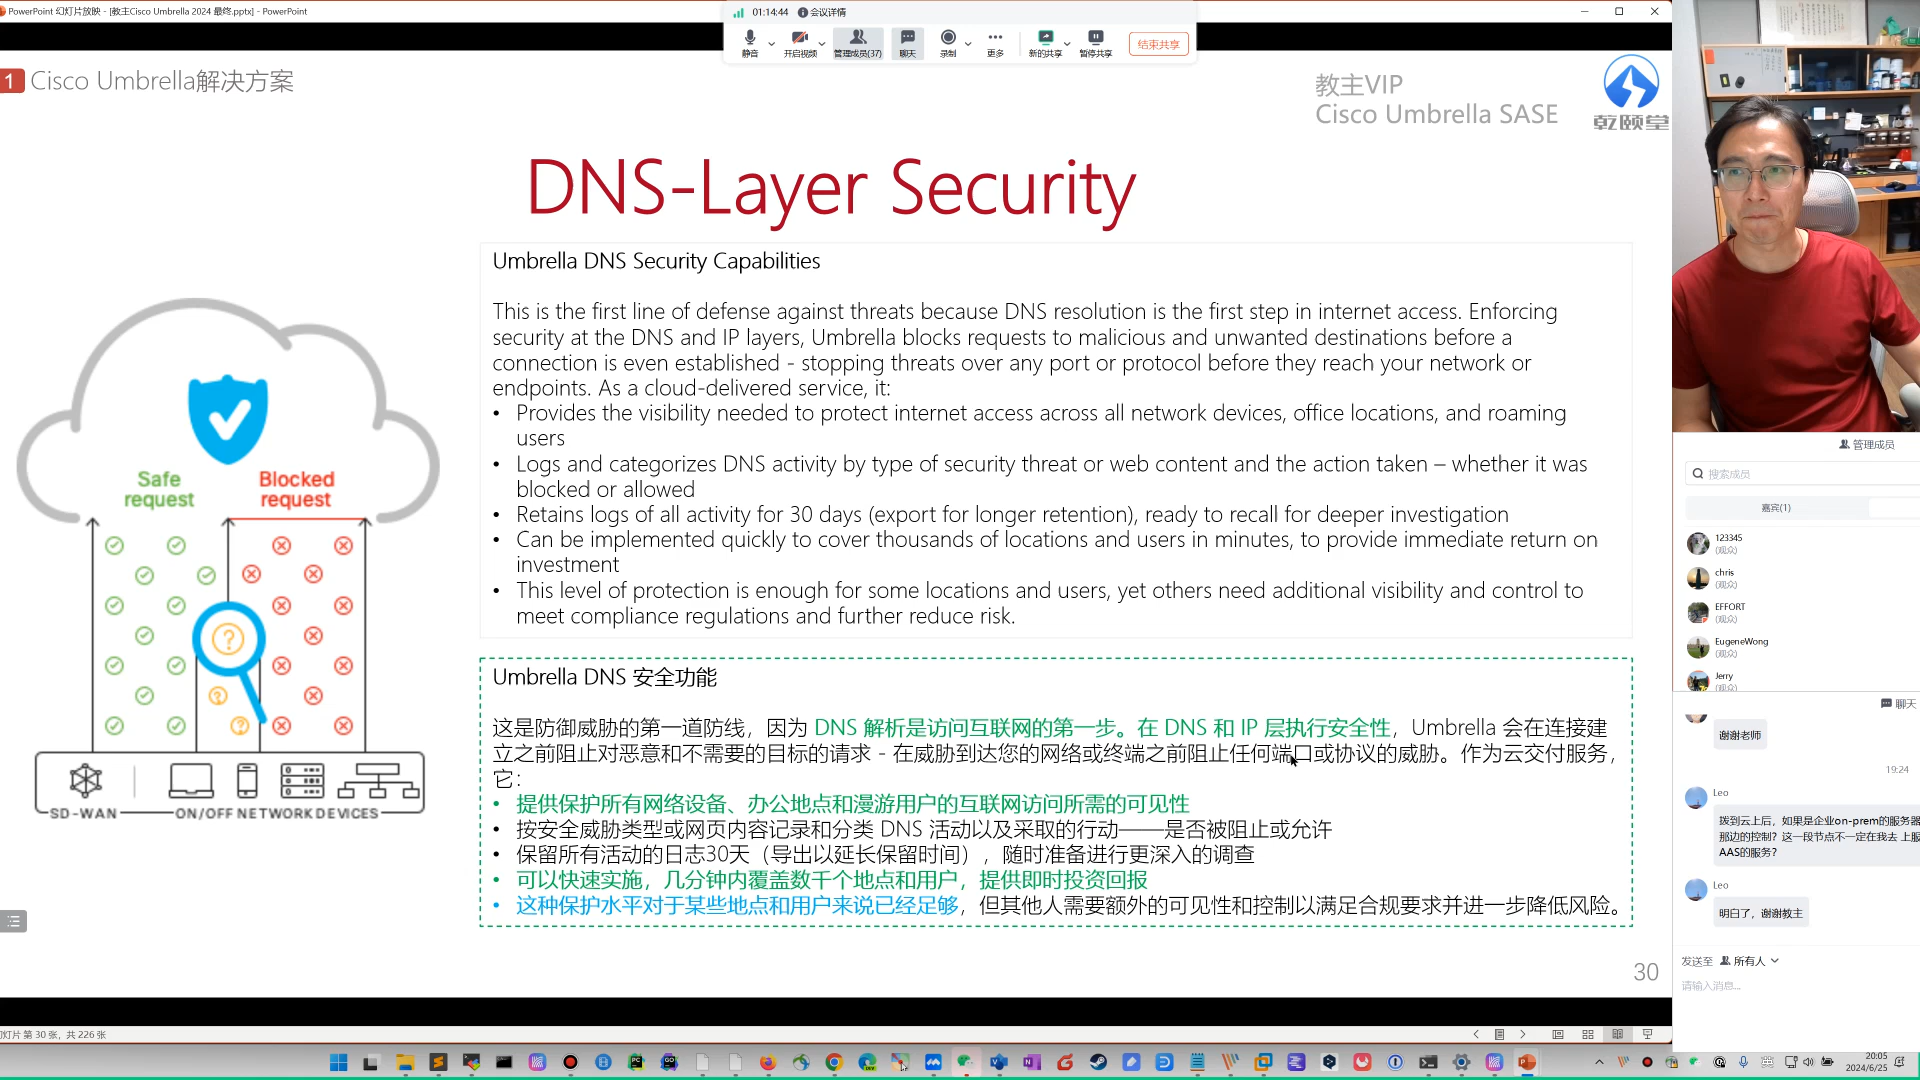 PowerPoint 幻灯片放映 - [教主Cisco Umbrella 2024 最终.pptx] - PowerPoint
01:14:44 会议详情
静音 开启视频 管理成员(37) 聊天 录制 更多 新的共享 暂停共享 结束共享
1 Cisco Umbrella解决方案
教主VIP
Cisco Umbrella SASE
乾颐堂
DNS-Layer Security
Umbrella DNS Security Capabilities
This is the first line of defense against threats because DNS resolution is the first step in internet access. Enforcing
security at the DNS and IP layers, Umbrella blocks requests to malicious and unwanted destinations before a
connection is even established - stopping threats over any port or protocol before they reach your network or
endpoints. As a cloud-delivered service, it:
• Provides the visibility needed to protect internet access across all network devices, office locations, and roaming
users
• Logs and categorizes DNS activity by type of security threat or web content and the action taken – whether it was
blocked or allowed
• Retains logs of all activity for 30 days (export for longer retention), ready to recall for deeper investigation
• Can be implemented quickly to cover thousands of locations and users in minutes, to provide immediate return on
investment
• This level of protection is enough for some locations and users, yet others need additional visibility and control to
meet compliance regulations and further reduce risk.
Safe
request
Blocked
request
SD-WAN
ON/OFF NETWORK DEVICES
Umbrella DNS 安全功能
这是防御威胁的第一道防线，因为 DNS 解析是访问互联网的第一步。在 DNS 和 IP 层执行安全性，Umbrella 会在连接建
立之前阻止对恶意和不需要的目标的请求 - 在威胁到达您的网络或终端之前阻止任何端口或协议的威胁。作为云交付服务，
它：
• 提供保护所有网络设备、办公地点和漫游用户的互联网访问所需的可见性
• 按安全威胁类型或网页内容记录和分类 DNS 活动以及采取的行动——是否被阻止或允许
• 保留所有活动的日志30天（导出以延长保留时间），随时准备进行更深入的调查
• 可以快速实施，几分钟内覆盖数千个地点和用户，提供即时投资回报
• 这种保护水平对于某些地点和用户来说已经足够，但其他人需要额外的可见性和控制以满足合规要求并进一步降低风险。
30
幻灯片 第 30 张，共 226 张
管理成员
搜索成员
嘉宾(1)
123345
(观众)
chris
(观众)
EFFORT
(观众)
EugeneWong
(观众)
Jerry
(观众)
聊天
谢谢老师
19:24
Leo
拨到云上后，如果是企业on-prem的服务器
那边的控制？这一段节点不一定在我去 上服
AAS的服务?
Leo
明白了，谢谢教主
发送至 所有人
请输入消息...
20:05
2024/6/25